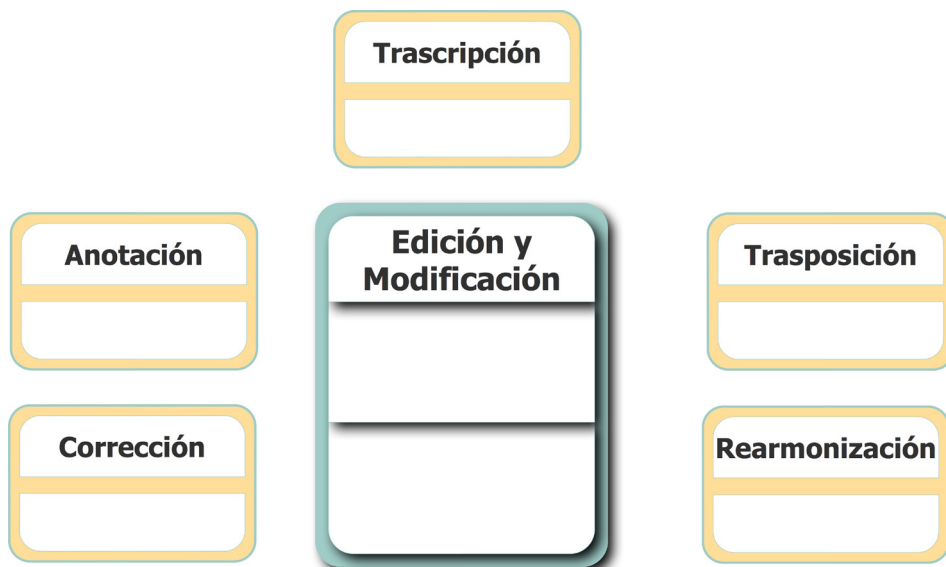 Trascripción
Anotación
Edición y
Modificación
Trasposición
Corrección
Rearmonización